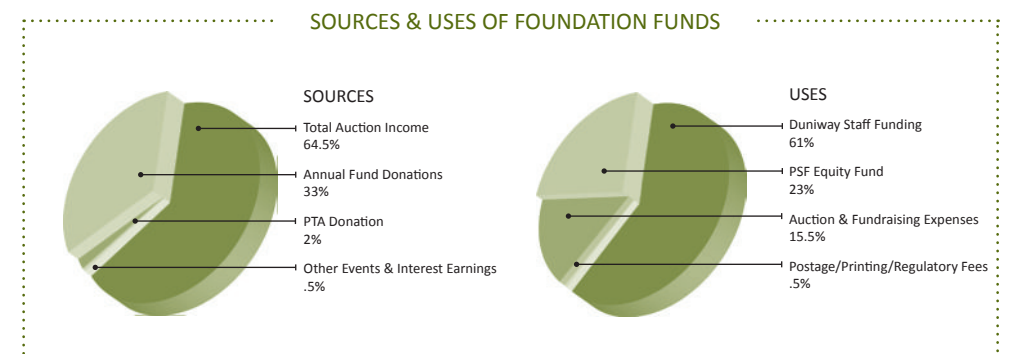 SOURCES & USES OF FOUNDATION FUNDS
SOURCES
Total Auction Income
64.5%
Annual Fund Donations
33%
PTA Donation
2%
Other Events & Interest Earnings
.5%
USES
Duniway Staff Funding
61%
PSF Equity Fund
23%
Auction & Fundraising Expenses
15.5%
Postage/Printing/Regulatory Fees
.5%